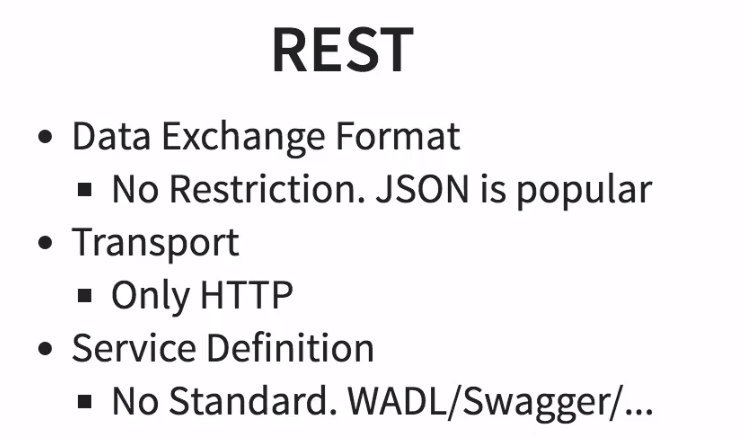 REST
• Data Exchange Format
▪ No Restriction. JSON is popular
• Transport
▪ Only HTTP
• Service Definition
▪ No Standard. WADL/Swagger/...